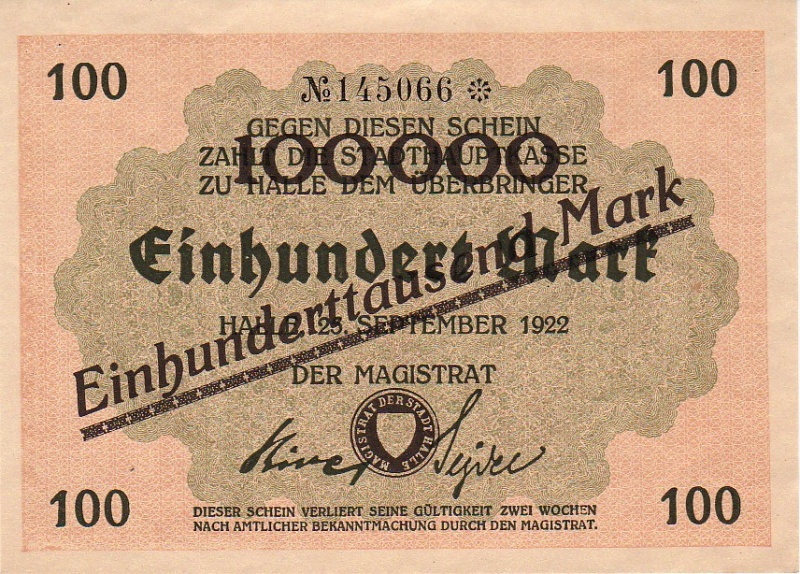 100
100
№145066 ❊
GEGEN DIESEN SCHEIN
100000
ZAHLT DIE STADTHAUPTKASSE
ZU HALLE DEM ÜBERBRINGER
Einhundert Mark
Einhunderttausend Mark
HALLE, 25. SEPTEMBER 1922
DER MAGISTRAT
MAGISTRAT DER STADT HALLE
100
100
DIESER SCHEIN VERLIERT SEINE GÜLTIGKEIT ZWEI WOCHEN
NACH AMTLICHER BEKANNTMACHUNG DURCH DEN MAGISTRAT.